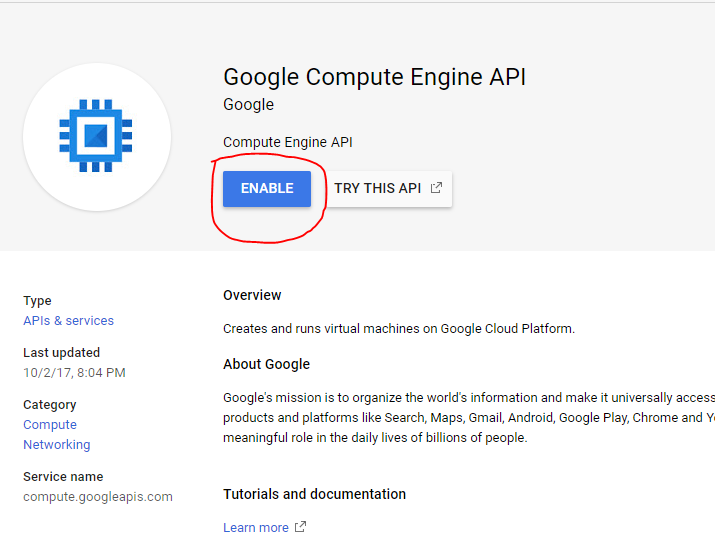 Google Compute Engine API
Google
Compute Engine API
ENABLE
TRY THIS API
Type
APIs & services
Last updated
10/2/17, 8:04 PM
Category
Compute
Networking
Service name
compute.googleapis.com
Overview
Creates and runs virtual machines on Google Cloud Platform.
About Google
Google's mission is to organize the world's information and make it universally
products and platforms like Search, Maps, Gmail, Android, Google Play, Chrome and
meaningful role in the daily lives of billions of people.
Tutorials and documentation
Learn more